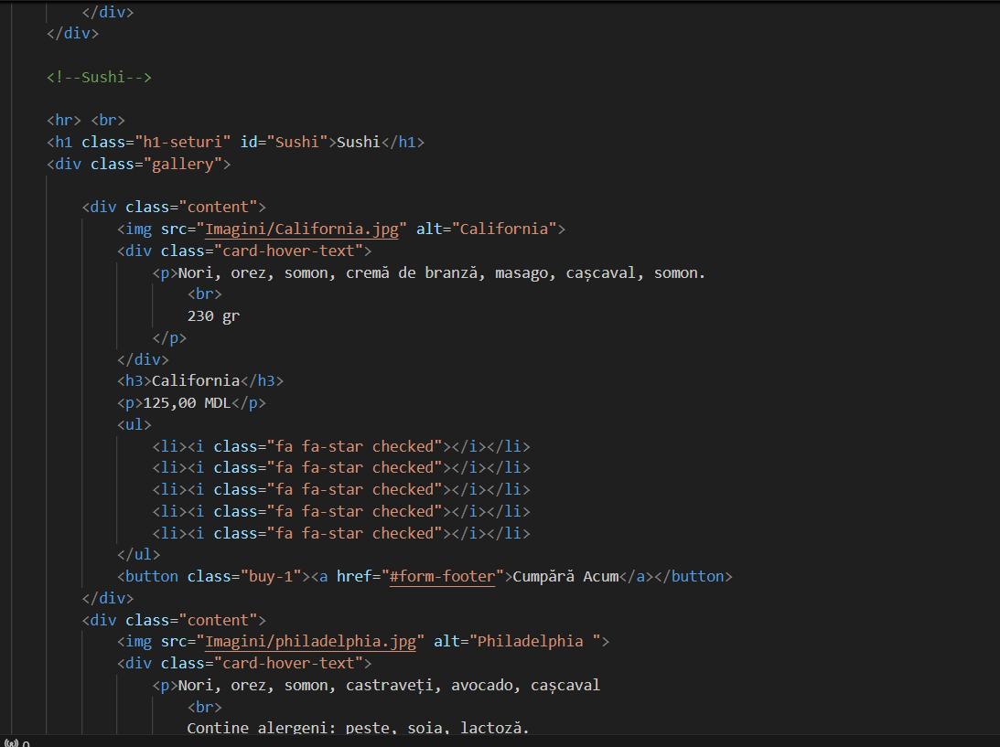 </div>
</div>
<!--Sushi-->
<hr> <br>
<h1 class="h1-seturi" id="Sushi">Sushi</h1>
<div class="gallery">
<div class="content">
<img src="Imagini/California.jpg" alt="California">
<div class="card-hover-text">
<p>Nori, orez, somon, cremă de branză, masago, cașcaval, somon.
<br>
230 gr
</p>
</div>
<h3>California</h3>
<p>125,00 MDL</p>
<ul>
<li><i class="fa fa-star checked"></i></li>
<li><i class="fa fa-star checked"></i></li>
<li><i class="fa fa-star checked"></i></li>
<li><i class="fa fa-star checked"></i></li>
<li><i class="fa fa-star checked"></i></li>
</ul>
<button class="buy-1"><a href="#form-footer">Cumpără Acum</a></button>
</div>
<div class="content">
<img src="Imagini/philadelphia.jpg" alt="Philadelphia ">
<div class="card-hover-text">
<p>Nori, orez, somon, castraveți, avocado, cașcaval
<br>
Contine alergeni: peste, soia, lactoză.
0